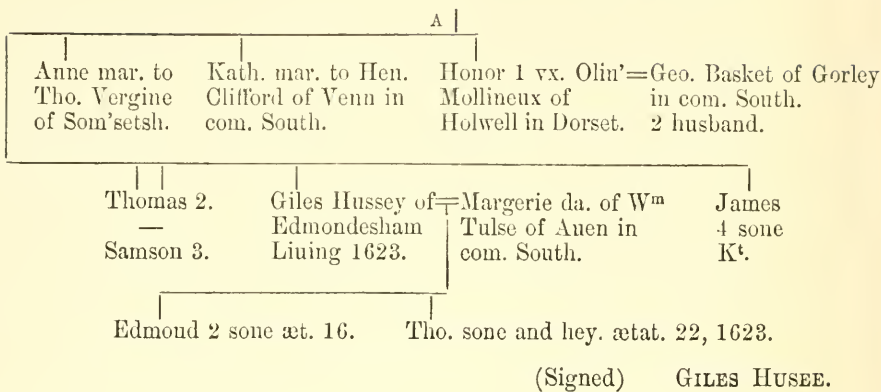 A
Anne mar. to Kath. mar. to Hen. Honor 1 vx. Olin'=Geo. Basket of Gorley
Tho. Vergine Clifford of Venn in Mollineux of in com. South.
of Som'setsh. com. South. Holwell in Dorset. 2 husband.
Thomas 2. Giles Hussey of=Margerie da. of Wᵐ James
— Edmondesham Tulse of Auen in 4 sone
Samson 3. Liuing 1623. com. South. Kᵗ.
Edmond 2 sone æt. 16. Tho. sone and hey. ætat. 22, 1623.
(Signed) GILES HUSEE.